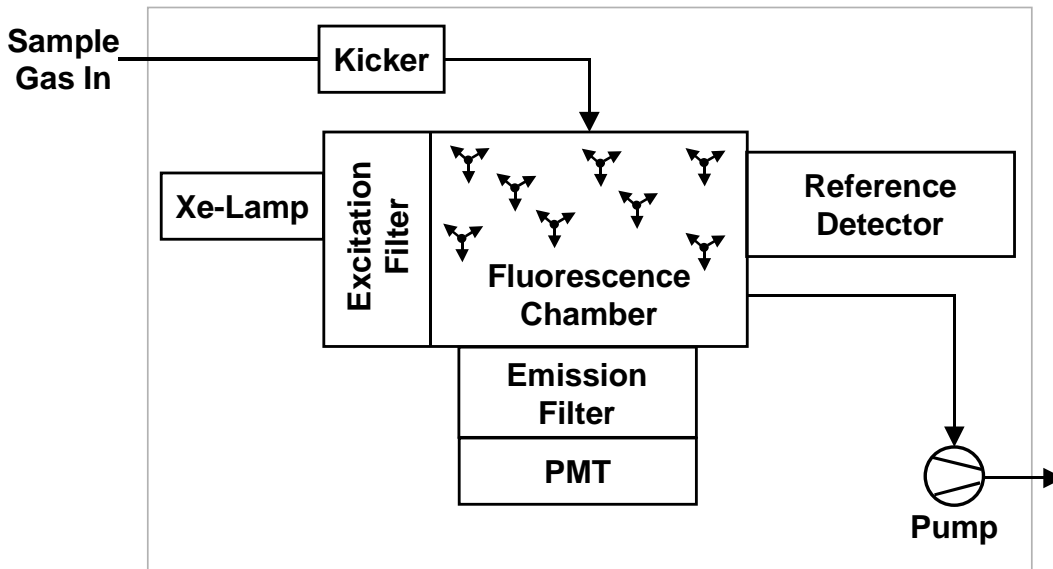 Sample
Gas In
Kicker
Xe-Lamp
Excitation
Filter
Fluorescence
Chamber
Reference
Detector
Emission
Filter
PMT
Pump